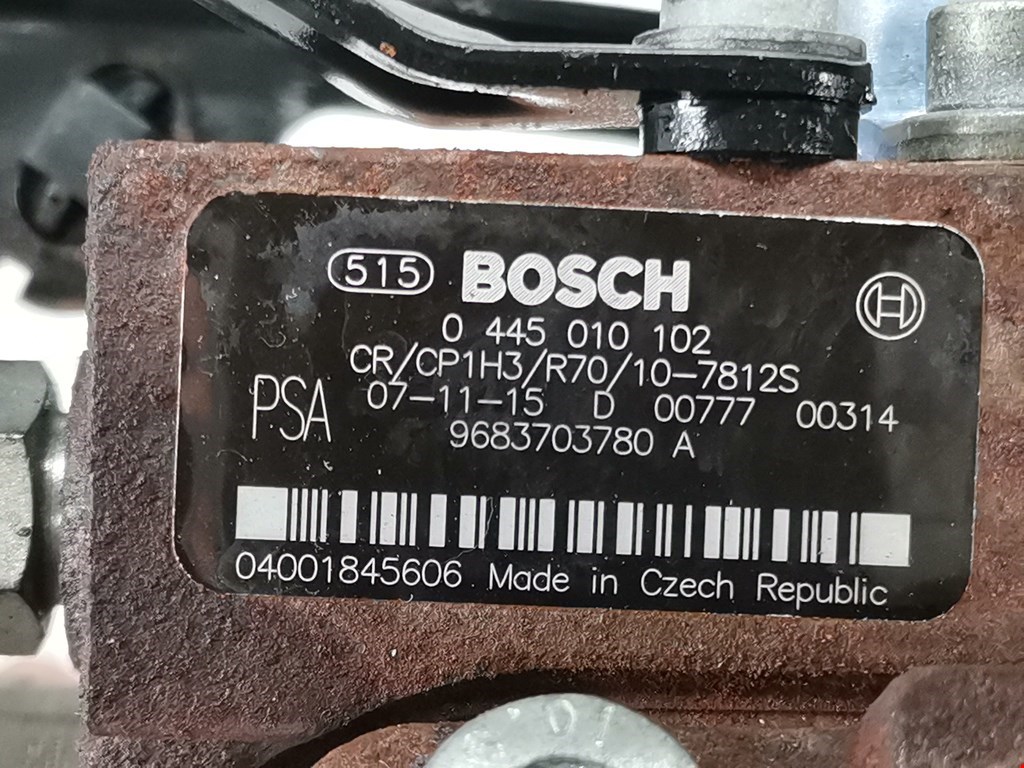 515 BOSCH
0 445 010 102
CR/CP1H3/R70/10-7812S
PSA 07-11-15 D 00777 00314
9683703780 A
04001845606 Made in Czech Republic